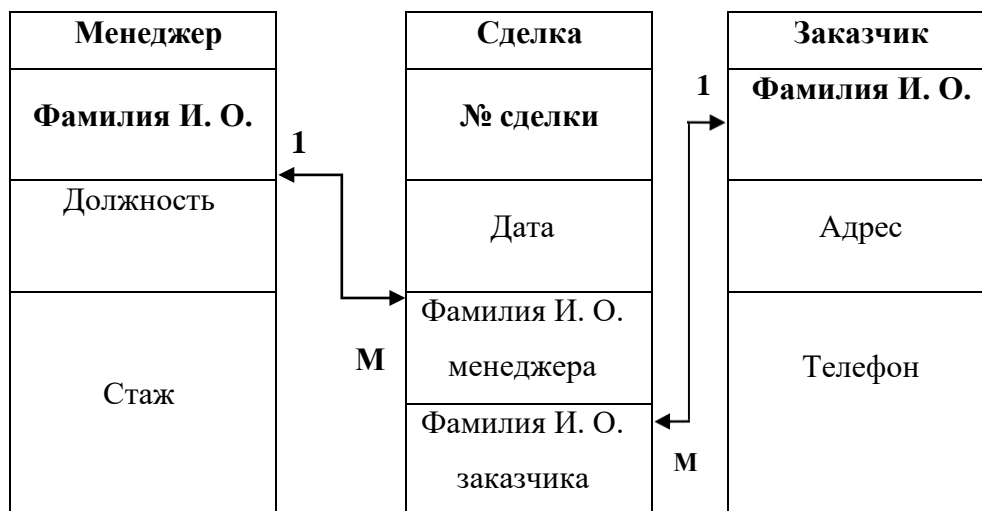 Менеджер
Фамилия И. О.
Должность
Стаж
1
М
Сделка
№ сделки
Дата
Фамилия И. О.
менеджера
Фамилия И. О.
заказчика
1
М
Заказчик
Фамилия И. О.
Адрес
Телефон